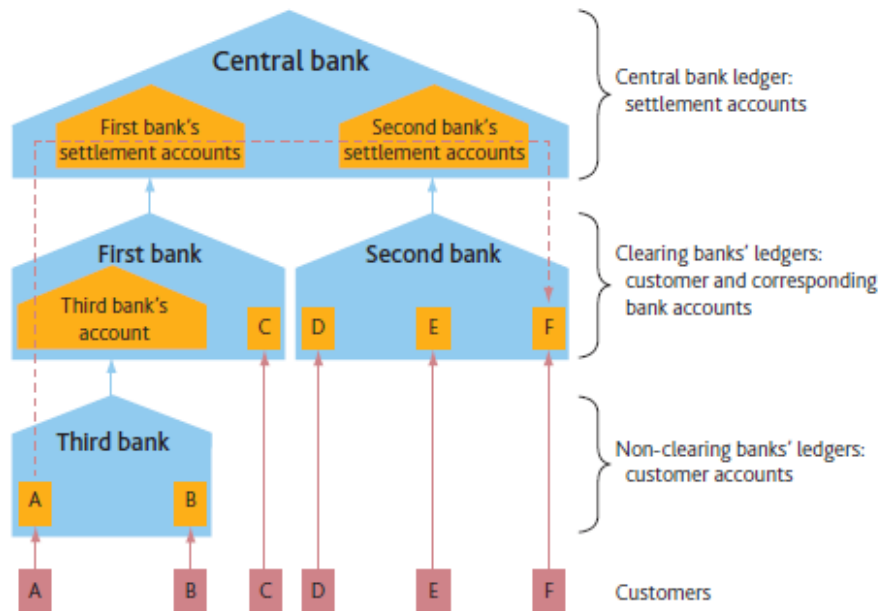 Central bank
First bank's
settlement accounts
Second bank's
settlement accounts
Central bank ledger:
settlement accounts
First bank
Third bank's
account
C
Second bank
D
E
F
Clearing banks' ledgers:
customer and corresponding
bank accounts
Third bank
A
B
Non-clearing banks' ledgers:
customer accounts
A
B
C
D
E
F
Customers